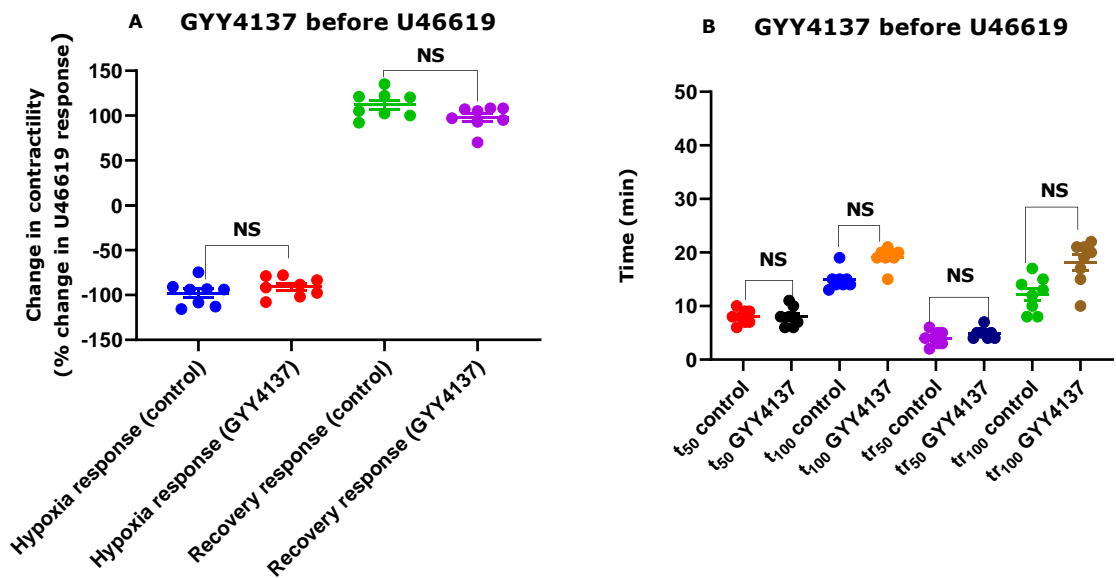 A GYY4137 before U46619
Change in contractility
(% change in U46619 response)
150
100
50
0
-50
-100
-150
NS
NS
Hypoxia response (control)
Hypoxia response (GYY4137)
Recovery response (control)
Recovery response (GYY4137)
B GYY4137 before U46619
Time (min)
50
40
30
20
10
0
NS
NS
NS
NS
t₅₀ control
t₅₀ GYY4137
t₁₀₀ control
t₁₀₀ GYY4137
tr₅₀ control
tr₅₀ GYY4137
tr₁₀₀ control
tr₁₀₀ GYY4137